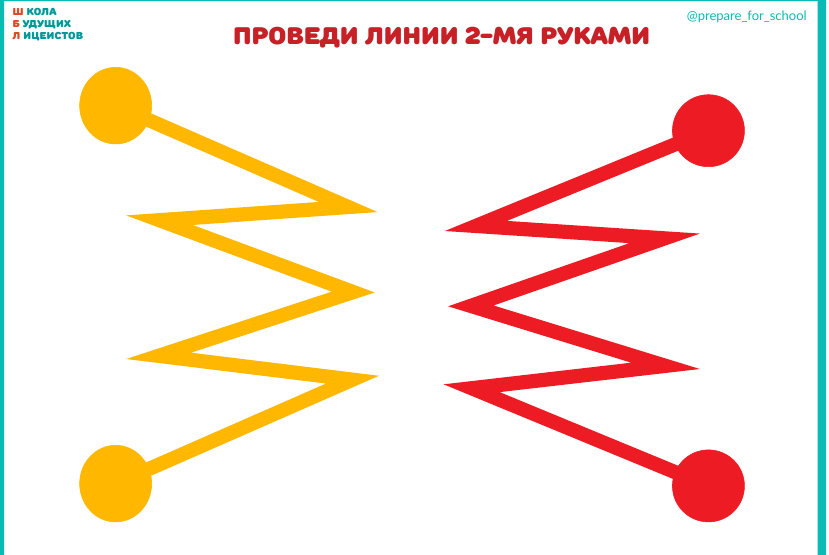 Ш КОЛА
Б УДУЩИХ
Л ИЦЕИСТОВ
@prepare_for_school
ПРОВЕДИ ЛИНИИ 2-МЯ РУКАМИ